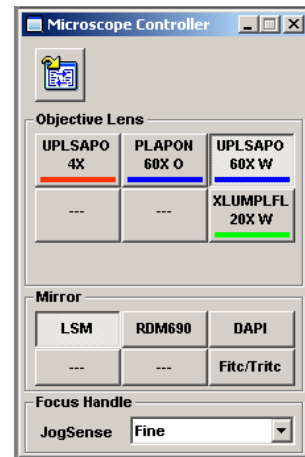 Microscope Controller
Objective Lens
UPLSAPO PLAPON UPLSAPO
4X 60X O 60X W
--- --- XLUMPLFL
20X W
Mirror
LSM RDM690 DAPI
--- --- Fitc/Tritc
Focus Handle
JogSense Fine